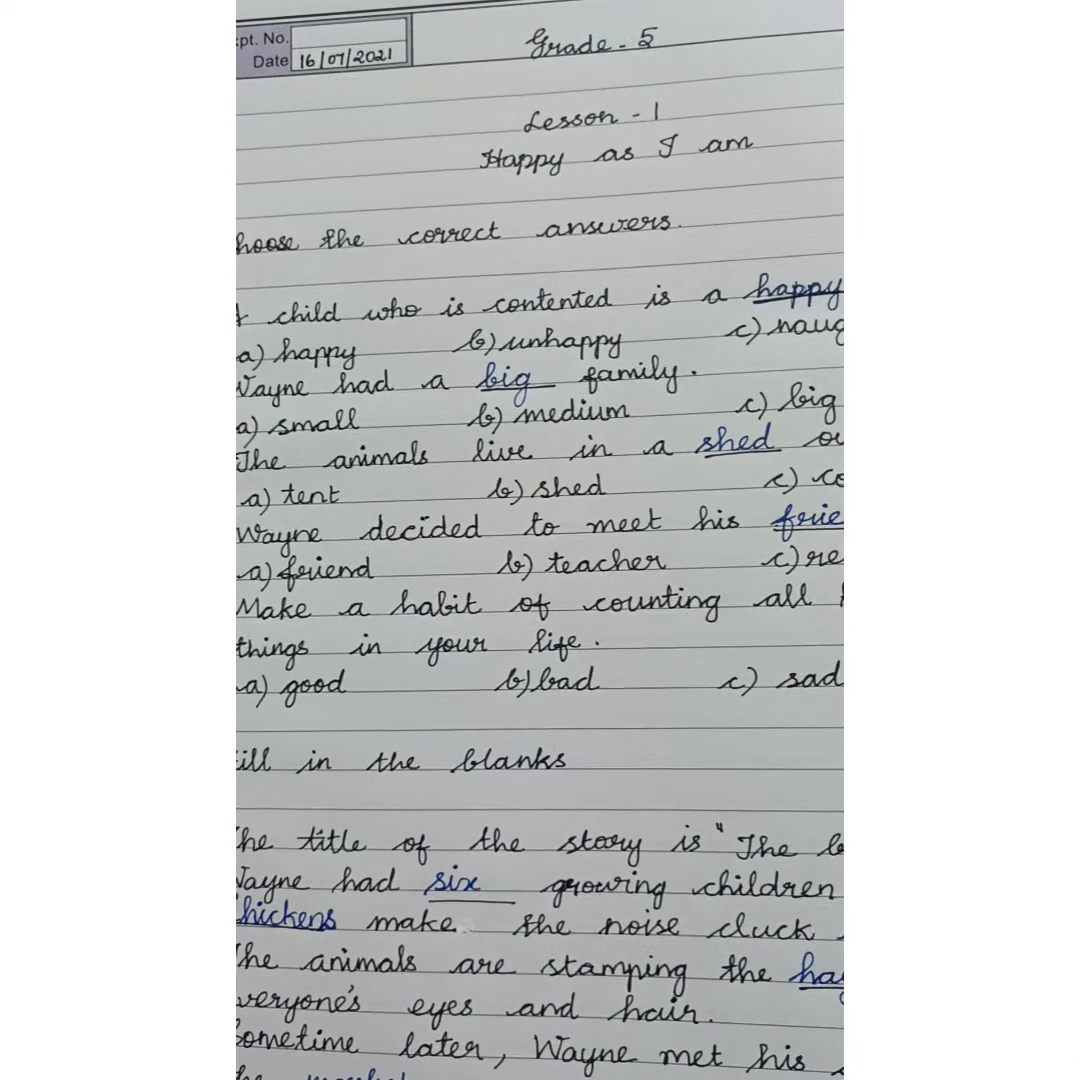 pt. No.
Date 16/07/2021
Grade - 5
Lesson - 1
Happy as I am
hoose the correct answers.
child who is contented is a happy
a) happy b) unhappy c) naug
Wayne had a big family.
a) small b) medium c) big
The animals live in a shed
a) tent b) shed c) co
Wayne decided to meet his frie
a) friend b) teacher c) re
Make a habit of counting all
things in your life.
a) good b) bad c) sad
ill in the blanks
he title of the story is "The
Wayne had six growing children
hickens make the noise cluck
he animals are stamping the ha
veryone's eyes and hair.
Sometime later, Wayne met his